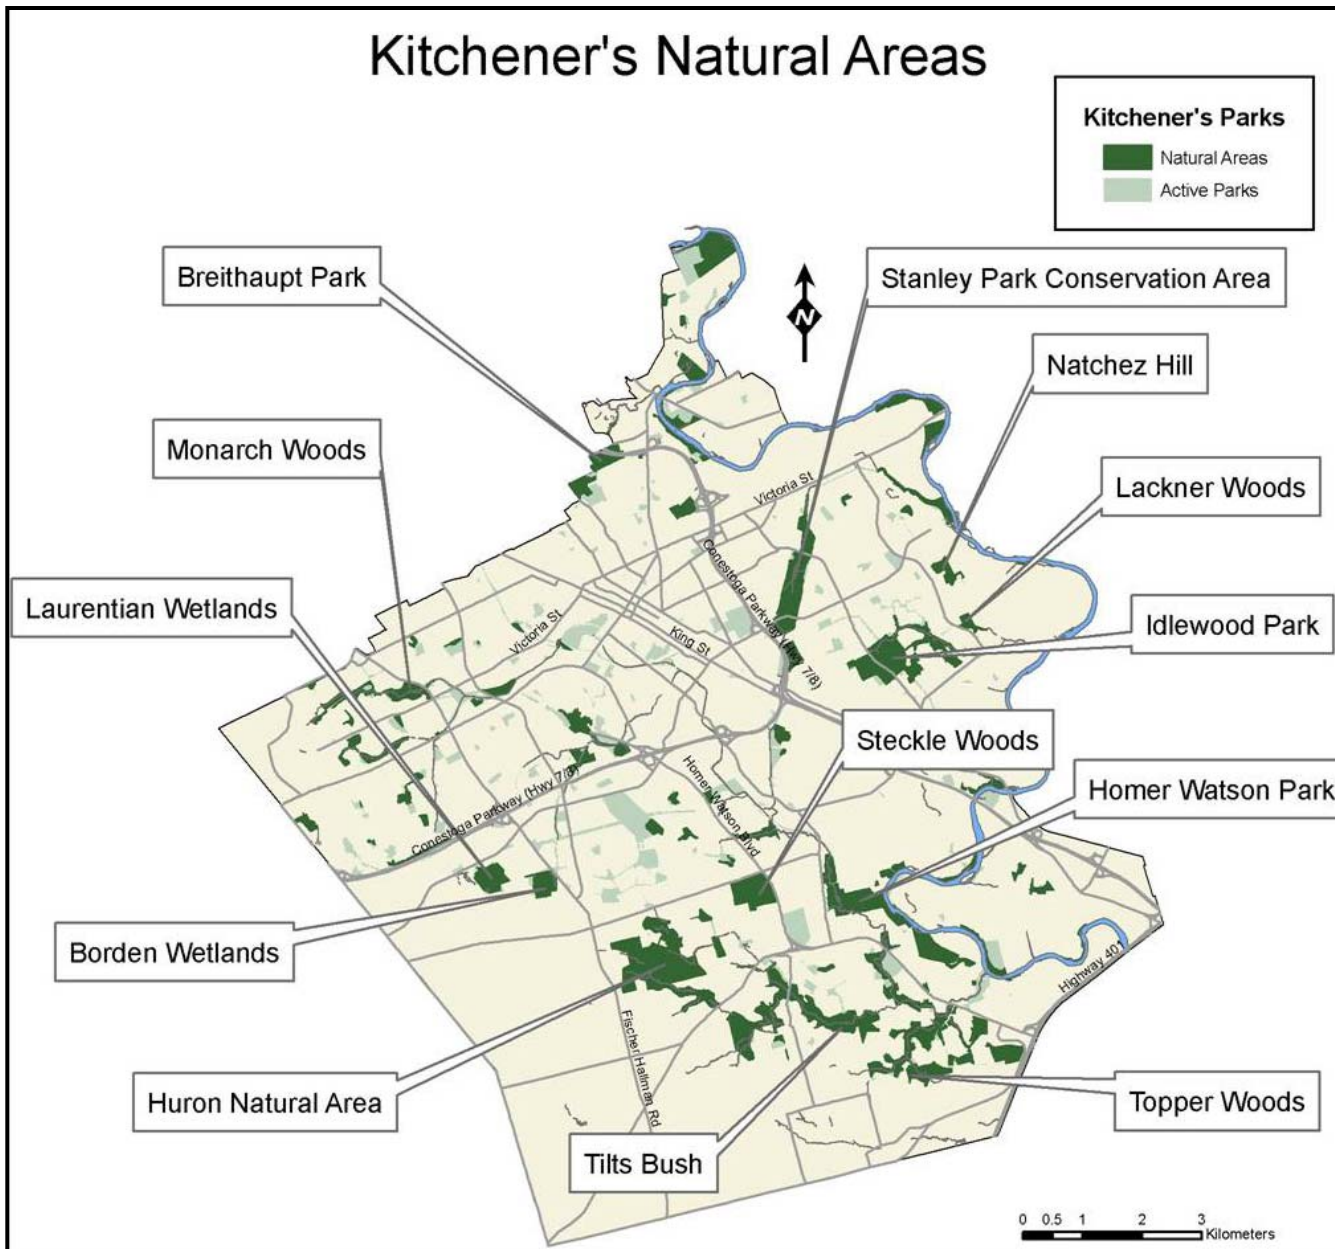 Kitchener's Natural Areas
Kitchener's Parks
Natural Areas
Active Parks
Breithaupt Park
Stanley Park Conservation Area
N
Natchez Hill
Monarch Woods
Lackner Woods
Victoria St
Conestoga Parkway (Hwy 7/8)
Laurentian Wetlands
Victoria St
King St
Idlewood Park
Steckle Woods
Homer Watson Blvd
Homer Watson Park
Conestoga Parkway (Hwy 7/8)
Borden Wetlands
Highway 401
Fischer Hallman Rd
Huron Natural Area
Topper Woods
Tilts Bush
0 0.5 1 2 3
Kilometers